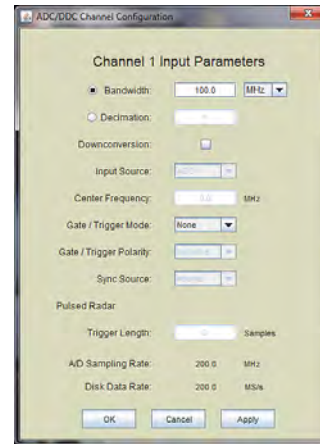 ADC/DDC Channel Configuration
Channel 1 Input Parameters
Bandwidth: 100.0 MHz
Decimation:
Downconversion:
Input Source:
Center Frequency: 0.0 MHz
Gate / Trigger Mode: None
Gate / Trigger Polarity:
Sync Source:
Pulsed Radar
Trigger Length: Samples
A/D Sampling Rate: 200.0 MHz
Disk Data Rate: 200.0 MS/s
OK Cancel Apply